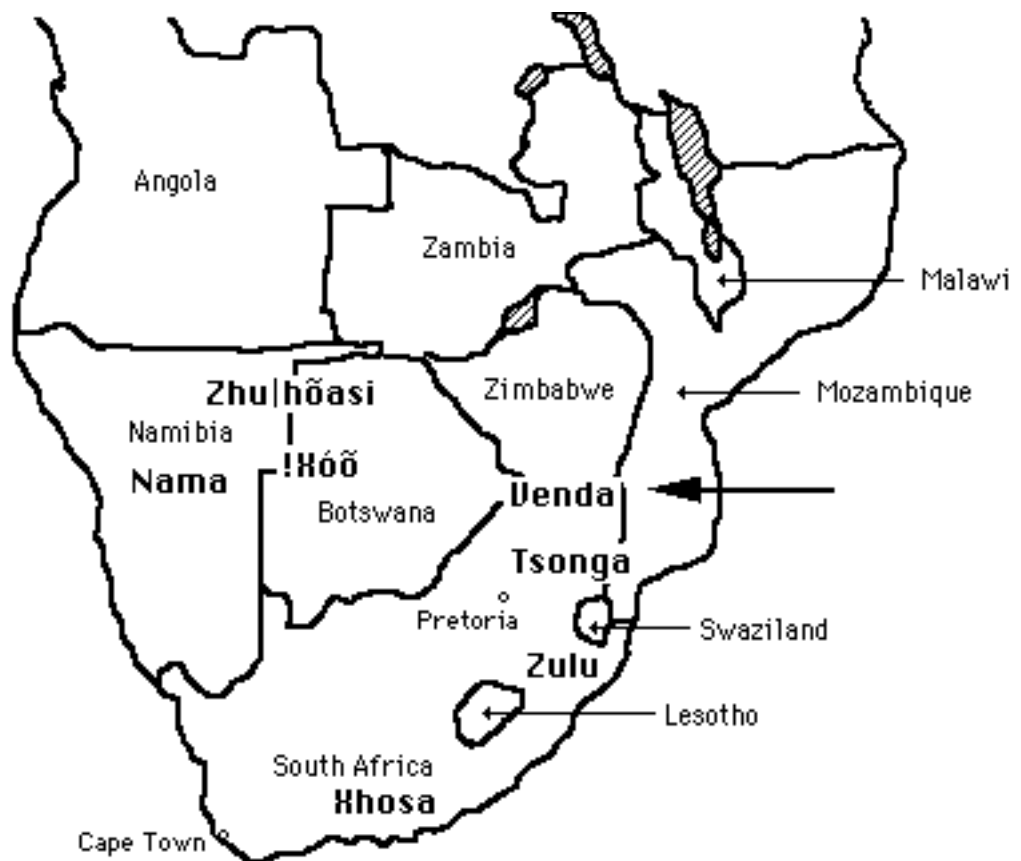 Angola
Zambia
Malawi
Zhu|hõasi
Zimbabwe
Mozambique
Namibia
!Xóõ
Nama
Venda
Botswana
Tsonga
Pretoria
Swaziland
Zulu
Lesotho
South Africa
Xhosa
Cape Town